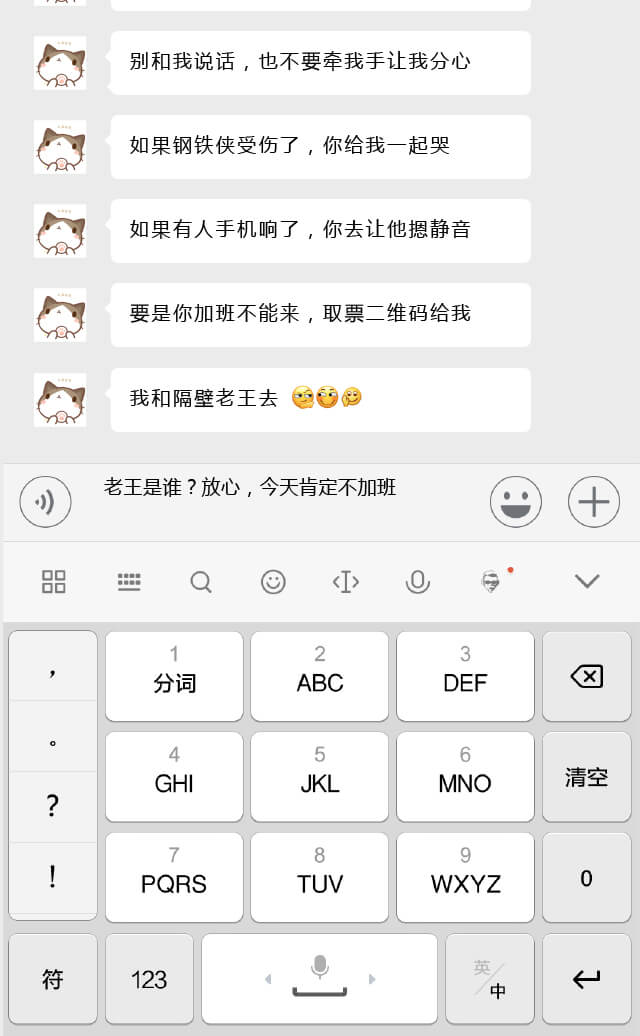 别和我说话，也不要牵我手让我分心
如果钢铁侠受伤了，你给我一起哭
如果有人手机响了，你去让他摁静音
要是你加班不能来，取票二维码给我
我和隔壁老王去
老王是谁？放心，今天肯定不加班
，
1
分词
2
ABC
3
DEF
。
4
GHI
5
JKL
6
MNO
清空
？
7
PQRS
8
TUV
9
WXYZ
0
！
符
123
英/中